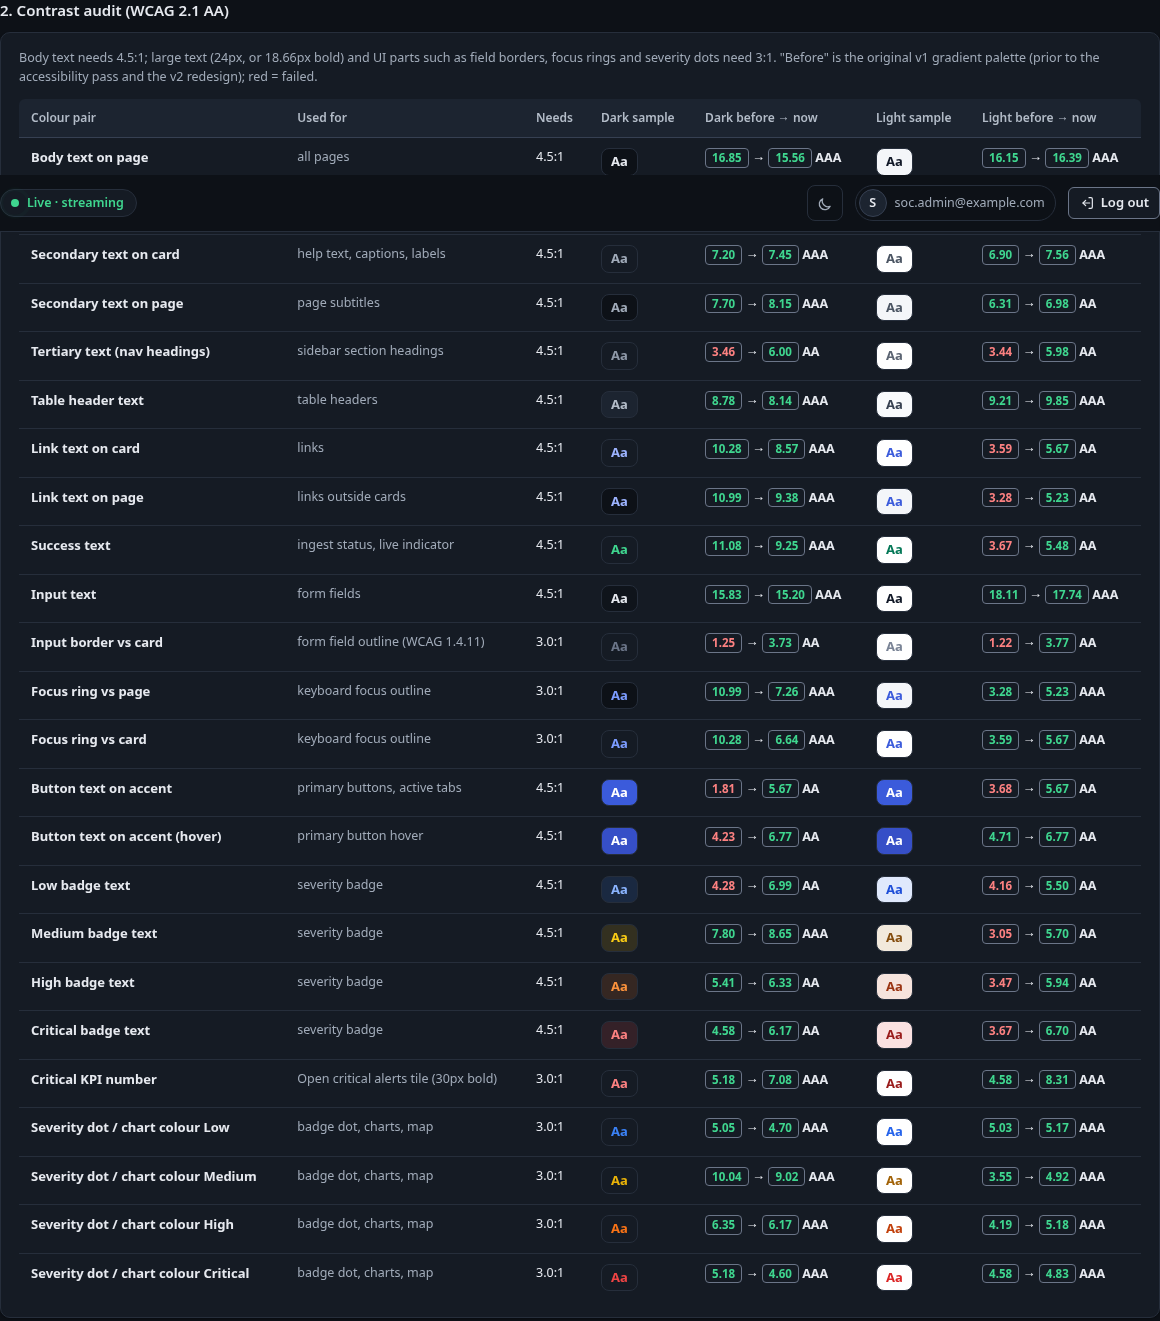 2. Contrast audit (WCAG 2.1 AA)
Body text needs 4.5:1; large text (24px, or 18.66px bold) and UI parts such as field borders, focus rings and severity dots need 3:1. "Before" is the original v1 gradient palette (prior to the
accessibility pass and the v2 redesign); red = failed.
Colour pair Used for Needs Dark sample Dark before → now Light sample Light before → now
Body text on page all pages 4.5:1 Aa 16.85 → 15.56 AAA Aa 16.15 → 16.39 AAA
Live · streaming S soc.admin@example.com Log out
Secondary text on card help text, captions, labels 4.5:1 Aa 7.20 → 7.45 AAA Aa 6.90 → 7.56 AAA
Secondary text on page page subtitles 4.5:1 Aa 7.70 → 8.15 AAA Aa 6.31 → 6.98 AA
Tertiary text (nav headings) sidebar section headings 4.5:1 Aa 3.46 → 6.00 AA Aa 3.44 → 5.98 AA
Table header text table headers 4.5:1 Aa 8.78 → 8.14 AAA Aa 9.21 → 9.85 AAA
Link text on card links 4.5:1 Aa 10.28 → 8.57 AAA Aa 3.59 → 5.67 AA
Link text on page links outside cards 4.5:1 Aa 10.99 → 9.38 AAA Aa 3.28 → 5.23 AA
Success text ingest status, live indicator 4.5:1 Aa 11.08 → 9.25 AAA Aa 3.67 → 5.48 AA
Input text form fields 4.5:1 Aa 15.83 → 15.20 AAA Aa 18.11 → 17.74 AAA
Input border vs card form field outline (WCAG 1.4.11) 3.0:1 Aa 1.25 → 3.73 AA Aa 1.22 → 3.77 AA
Focus ring vs page keyboard focus outline 3.0:1 Aa 10.99 → 7.26 AAA Aa 3.28 → 5.23 AAA
Focus ring vs card keyboard focus outline 3.0:1 Aa 10.28 → 6.64 AAA Aa 3.59 → 5.67 AAA
Button text on accent primary buttons, active tabs 4.5:1 Aa 1.81 → 5.67 AA Aa 3.68 → 5.67 AA
Button text on accent (hover) primary button hover 4.5:1 Aa 4.23 → 6.77 AA Aa 4.71 → 6.77 AA
Low badge text severity badge 4.5:1 Aa 4.28 → 6.99 AA Aa 4.16 → 5.50 AA
Medium badge text severity badge 4.5:1 Aa 7.80 → 8.65 AAA Aa 3.05 → 5.70 AA
High badge text severity badge 4.5:1 Aa 5.41 → 6.33 AA Aa 3.47 → 5.94 AA
Critical badge text severity badge 4.5:1 Aa 4.58 → 6.17 AA Aa 3.67 → 6.70 AA
Critical KPI number Open critical alerts tile (30px bold) 3.0:1 Aa 5.18 → 7.08 AAA Aa 4.58 → 8.31 AAA
Severity dot / chart colour Low badge dot, charts, map 3.0:1 Aa 5.05 → 4.70 AAA Aa 5.03 → 5.17 AAA
Severity dot / chart colour Medium badge dot, charts, map 3.0:1 Aa 10.04 → 9.02 AAA Aa 3.55 → 4.92 AAA
Severity dot / chart colour High badge dot, charts, map 3.0:1 Aa 6.35 → 6.17 AAA Aa 4.19 → 5.18 AAA
Severity dot / chart colour Critical badge dot, charts, map 3.0:1 Aa 5.18 → 4.60 AAA Aa 4.58 → 4.83 AAA